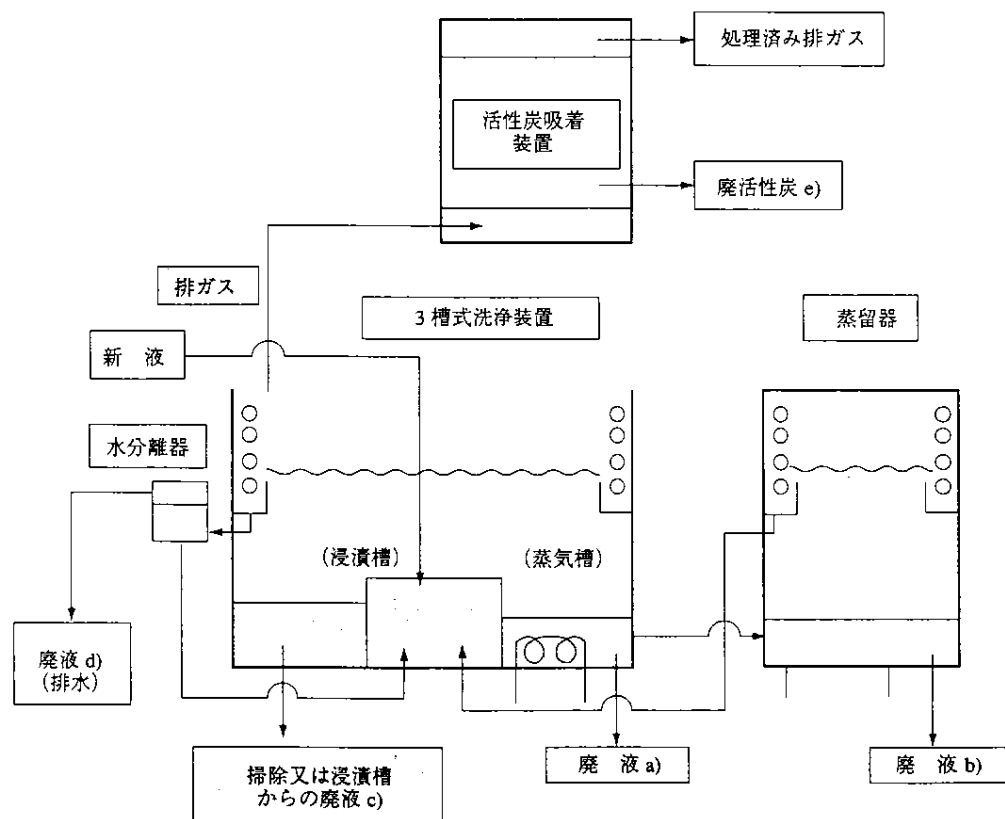 処理済み排ガス
活性炭吸着
装置
廃活性炭 e)
排ガス
3 槽式洗浄装置
蒸留器
新 液
水分離器
(浸漬槽)
(蒸気槽)
廃液 d)
(排水)
掃除又は浸漬槽
からの廃液 c)
廃 液 a)
廃 液 b)